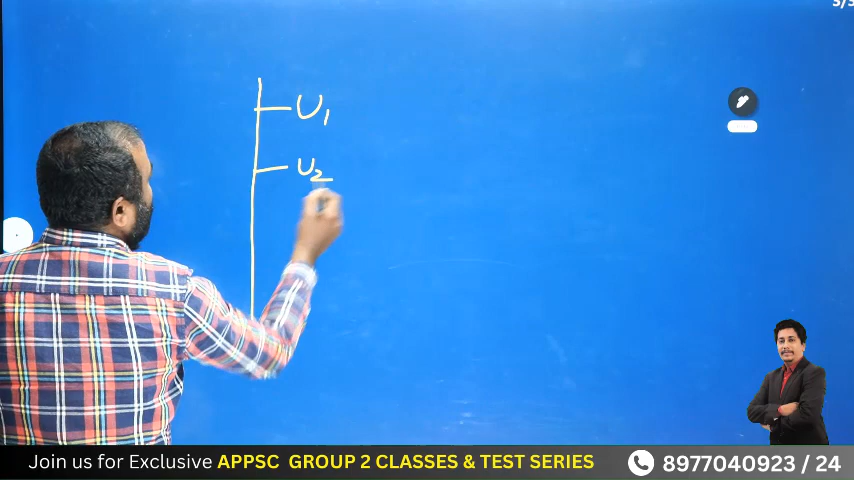 U1
U2
Join us for Exclusive APPSC GROUP 2 CLASSES & TEST SERIES 8977040923 / 24